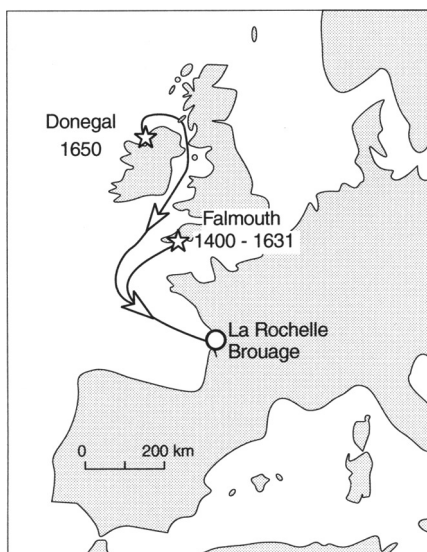 Donegal
1650
Falmouth
1400 - 1631
La Rochelle
Brouage
0 200 km